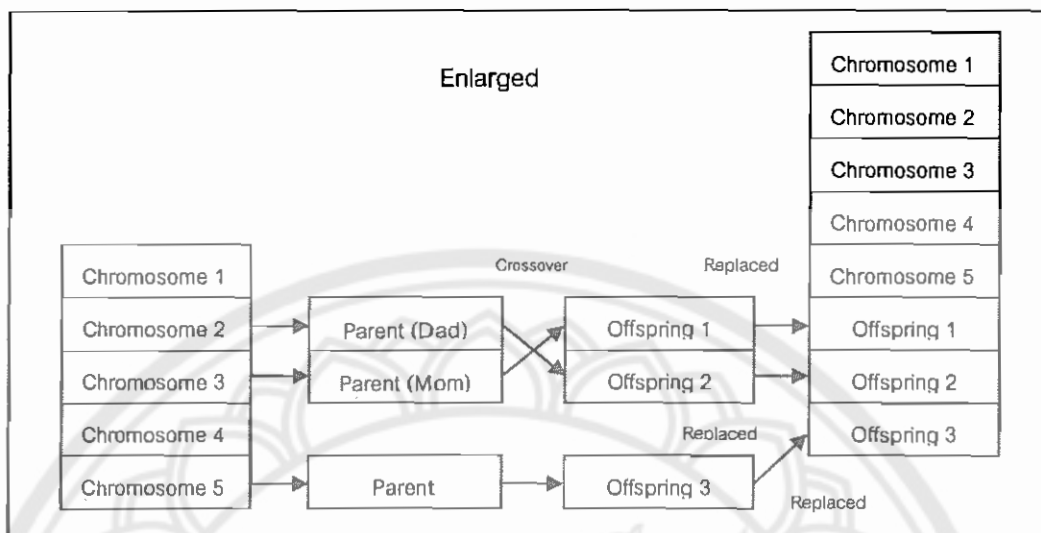 Enlarged
Chromosome 1
Chromosome 2
Chromosome 3
Chromosome 4
Chromosome 5
Parent (Dad)
Parent (Mom)
Parent
Crossover
Offspring 1
Offspring 2
Offspring 3
Replaced
Replaced
Replaced
Chromosome 1
Chromosome 2
Chromosome 3
Chromosome 4
Chromosome 5
Offspring 1
Offspring 2
Offspring 3